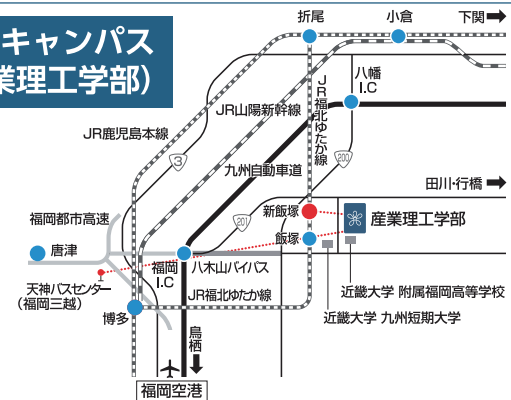 キャンパス
業理工学部）
折尾
小倉
下関
八幡
I.C
JR福北ゆたか線
JR山陽新幹線
JR鹿児島本線
3
九州自動車道
200
田川・行橋
201
新飯塚
産業理工学部
福岡都市高速
飯塚
唐津
福岡
I.C
八木山バイパス
天神バスセンター
（福岡三越）
JR福北ゆたか線
近畿大学 附属福岡高等学校
博多
近畿大学 九州短期大学
鳥栖
福岡空港